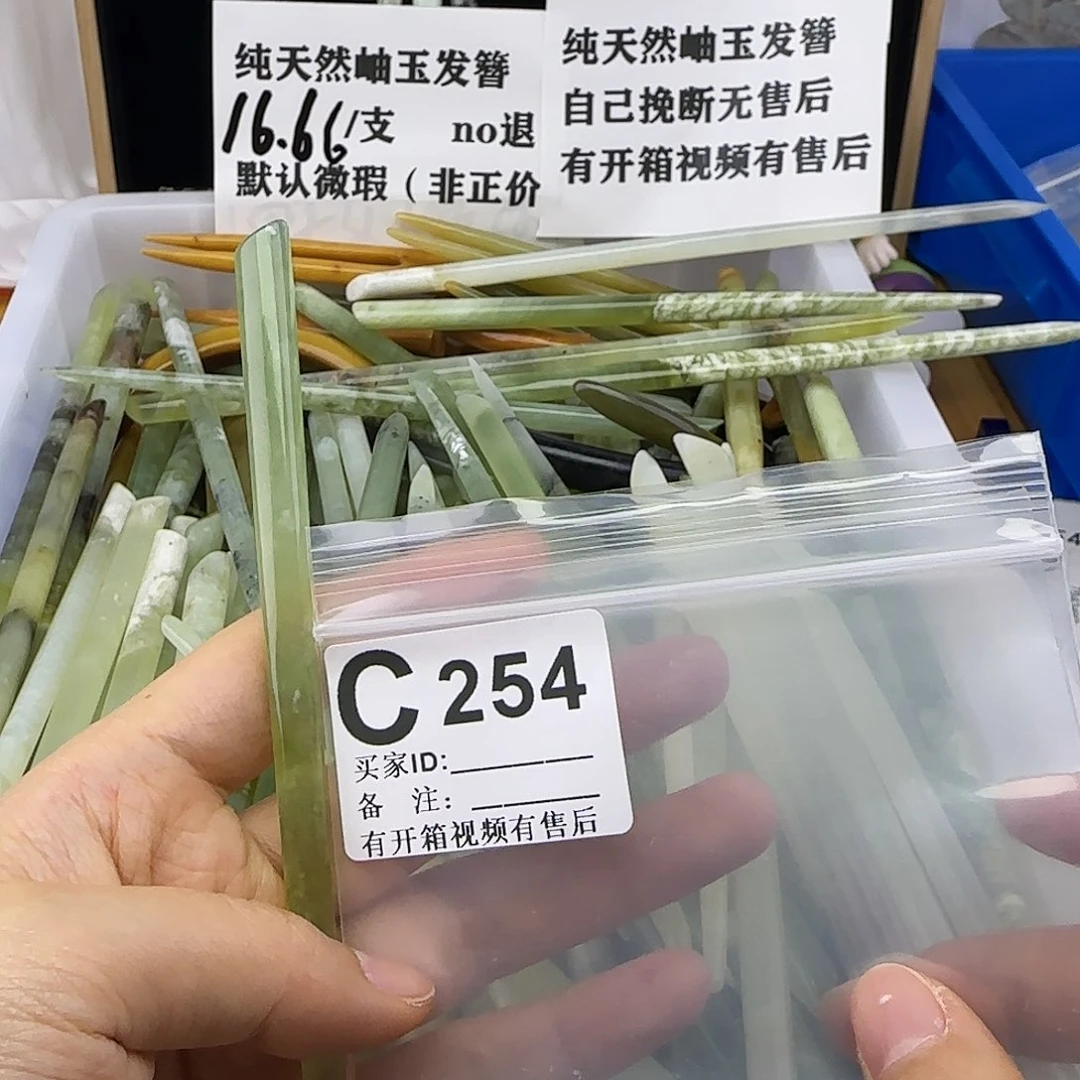 纯天然岫玉发簪
16.66/支 no退
默认微瑕（非正价
纯天然岫玉发簪
自己挽断无售后
有开箱视频有售后
C 254
买家ID:
备 注:
有开箱视频有售后